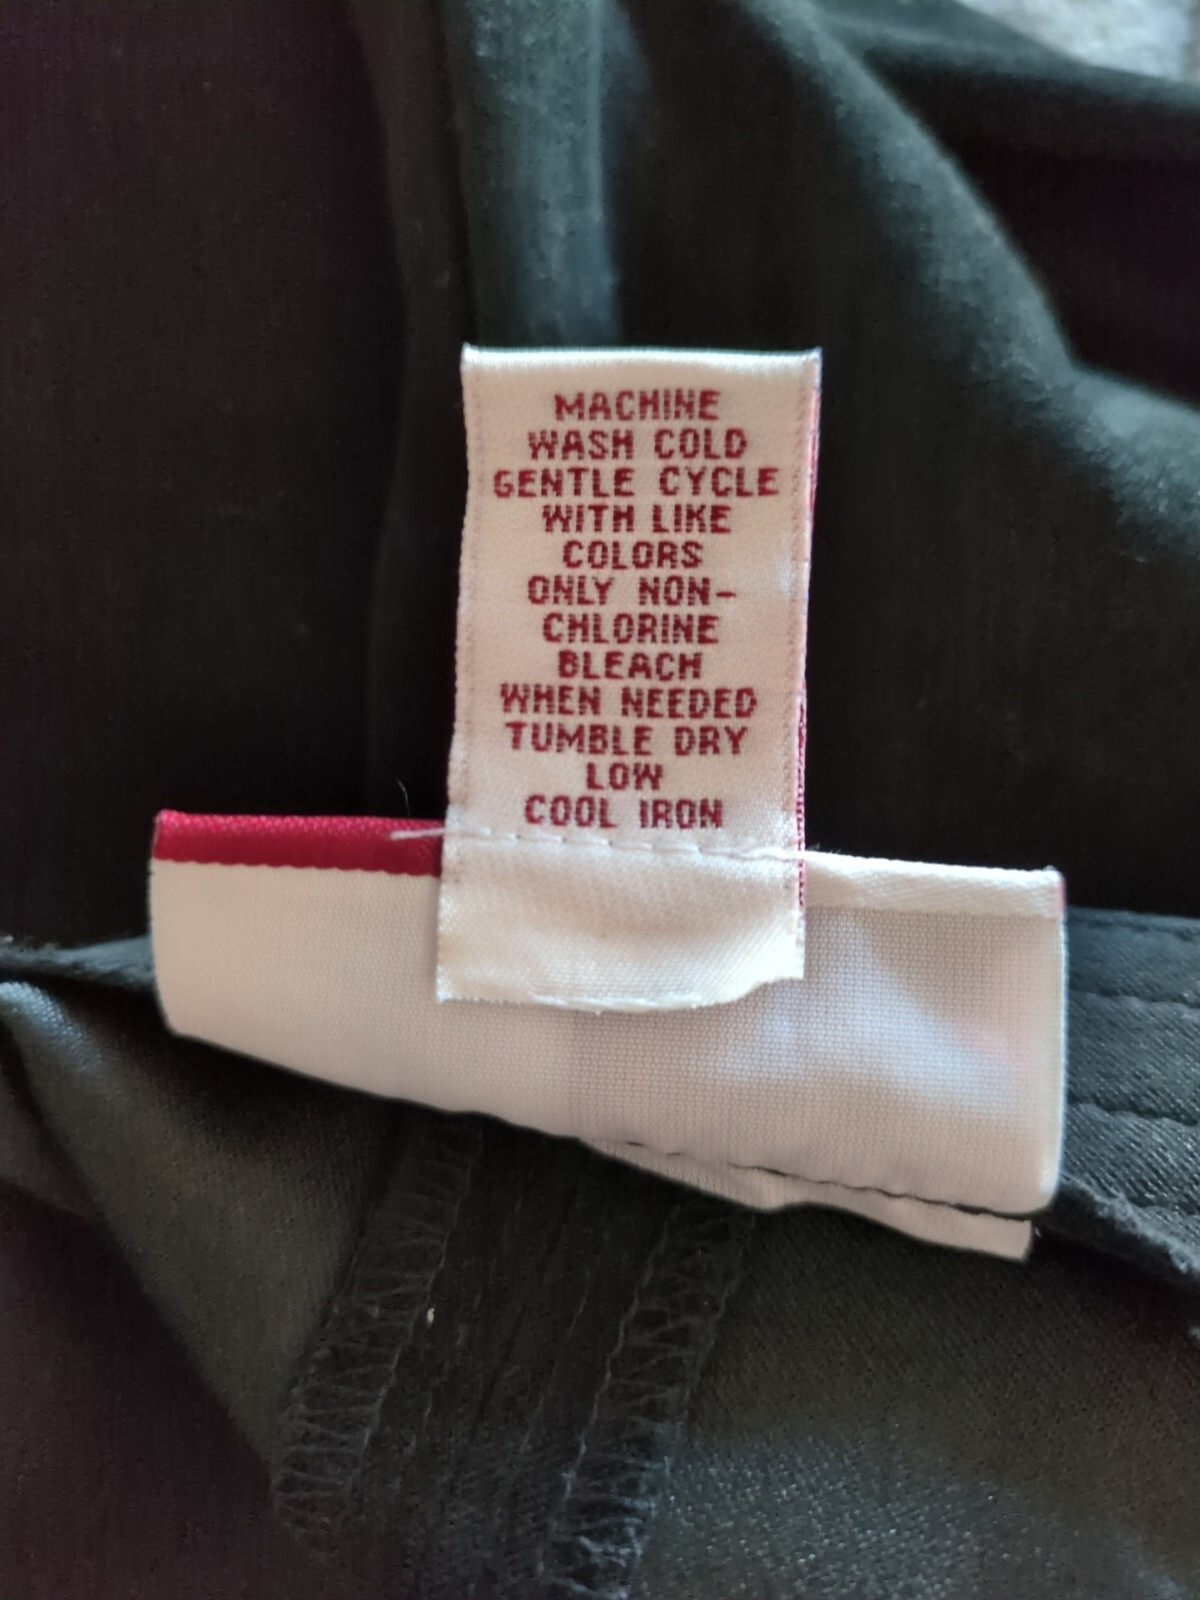 MACHINE
WASH COLD
GENTLE CYCLE
WITH LIKE
COLORS
ONLY NON-
CHLORINE
BLEACH
WHEN NEEDED
TUMBLE DRY
LOW
COOL IRON